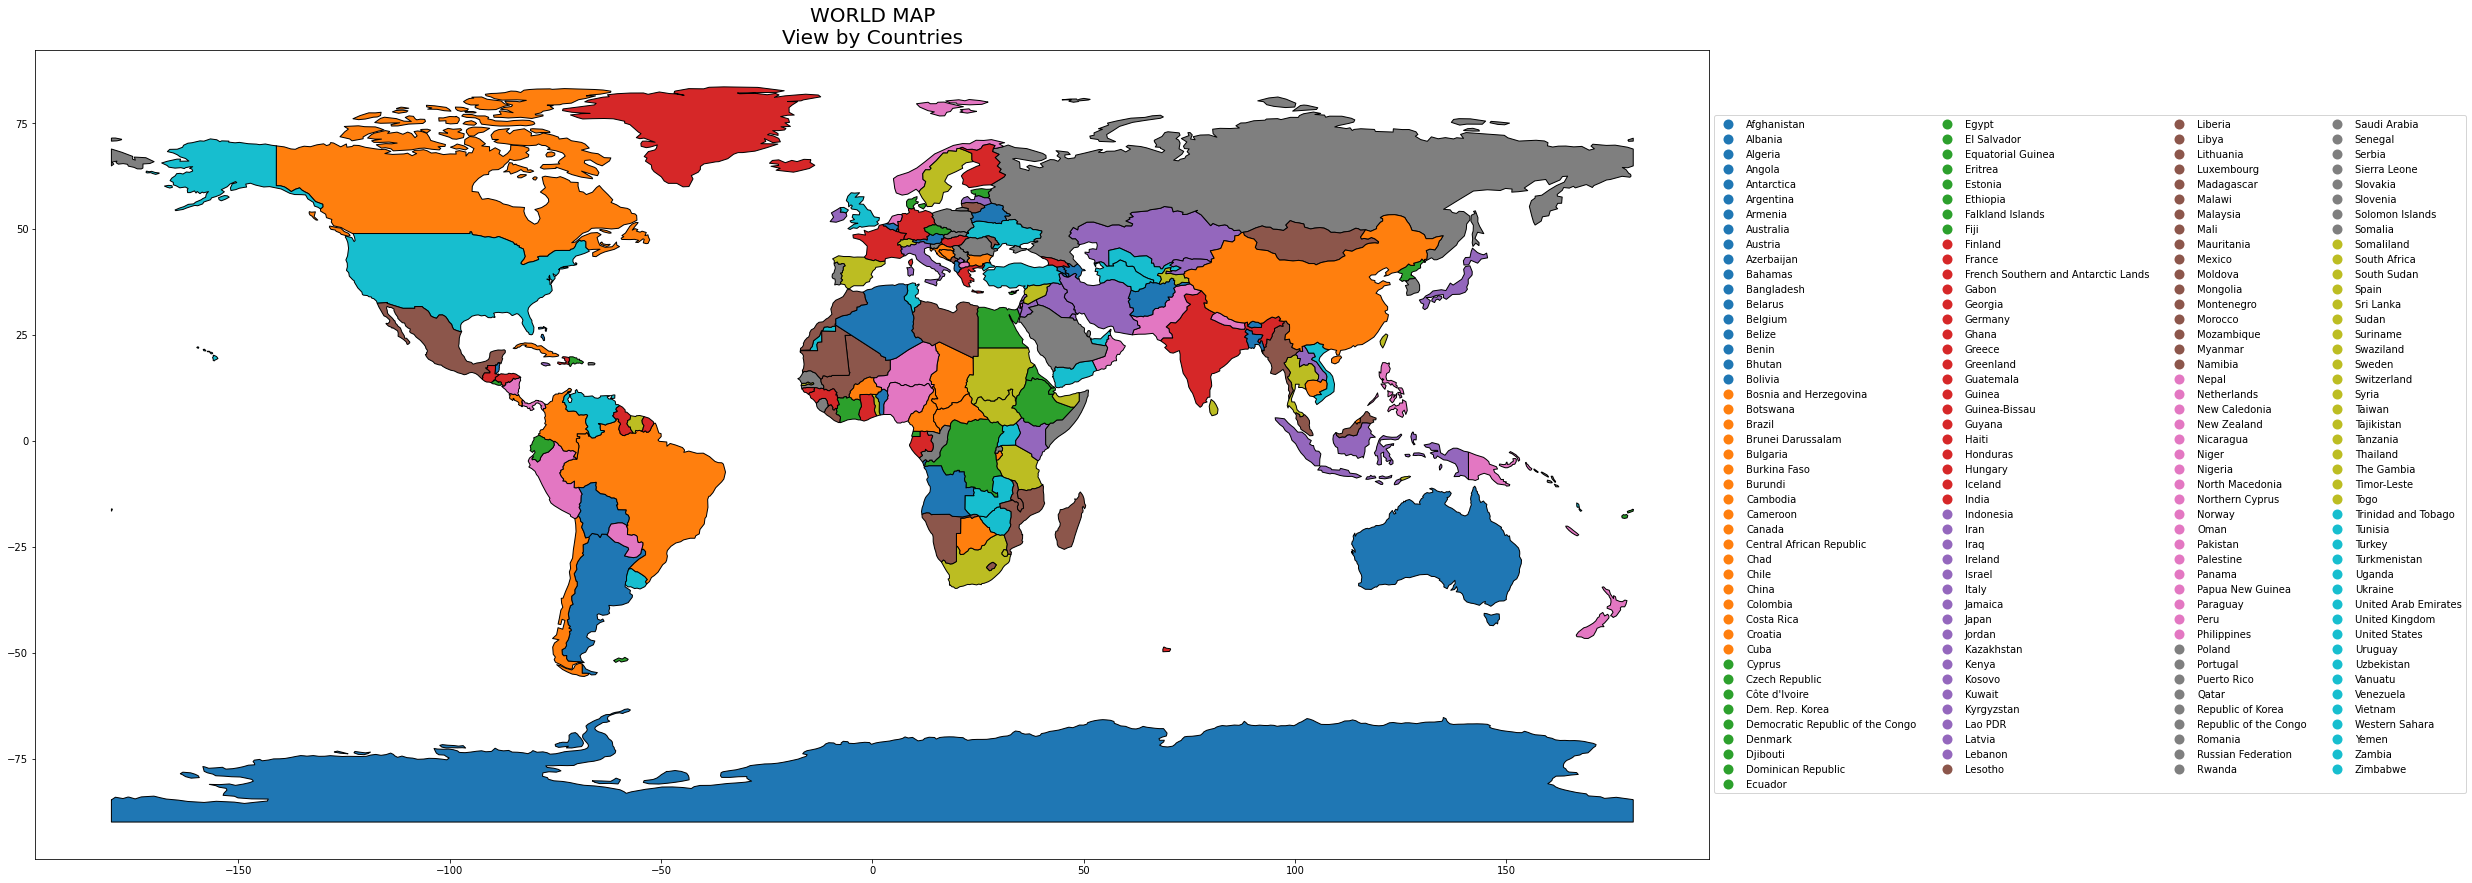 WORLD MAP
View by Countries
75
50
25
0
−25
−50
−75
−150
−100
−50
0
50
100
150
Afghanistan
Albania
Algeria
Angola
Antarctica
Argentina
Armenia
Australia
Austria
Azerbaijan
Bahamas
Bangladesh
Belarus
Belgium
Belize
Benin
Bhutan
Bolivia
Bosnia and Herzegovina
Botswana
Brazil
Brunei Darussalam
Bulgaria
Burkina Faso
Burundi
Cambodia
Cameroon
Canada
Central African Republic
Chad
Chile
China
Colombia
Costa Rica
Croatia
Cuba
Cyprus
Czech Republic
Côte d'Ivoire
Dem. Rep. Korea
Democratic Republic of the Congo
Denmark
Djibouti
Dominican Republic
Ecuador
Egypt
El Salvador
Equatorial Guinea
Eritrea
Estonia
Ethiopia
Falkland Islands
Fiji
Finland
France
French Southern and Antarctic Lands
Gabon
Georgia
Germany
Ghana
Greece
Greenland
Guatemala
Guinea
Guinea-Bissau
Guyana
Haiti
Honduras
Hungary
Iceland
India
Indonesia
Iran
Iraq
Ireland
Israel
Italy
Jamaica
Japan
Jordan
Kazakhstan
Kenya
Kosovo
Kuwait
Kyrgyzstan
Lao PDR
Latvia
Lebanon
Lesotho
Liberia
Libya
Lithuania
Luxembourg
Madagascar
Malawi
Malaysia
Mali
Mauritania
Mexico
Moldova
Mongolia
Montenegro
Morocco
Mozambique
Myanmar
Namibia
Nepal
Netherlands
New Caledonia
New Zealand
Nicaragua
Niger
Nigeria
North Macedonia
Northern Cyprus
Norway
Oman
Pakistan
Palestine
Panama
Papua New Guinea
Paraguay
Peru
Philippines
Poland
Portugal
Puerto Rico
Qatar
Republic of Korea
Republic of the Congo
Romania
Russian Federation
Rwanda
Saudi Arabia
Senegal
Serbia
Sierra Leone
Slovakia
Slovenia
Solomon Islands
Somalia
Somaliland
South Africa
South Sudan
Spain
Sri Lanka
Sudan
Suriname
Swaziland
Sweden
Switzerland
Syria
Taiwan
Tajikistan
Tanzania
Thailand
The Gambia
Timor-Leste
Togo
Trinidad and Tobago
Tunisia
Turkey
Turkmenistan
Uganda
Ukraine
United Arab Emirates
United Kingdom
United States
Uruguay
Uzbekistan
Vanuatu
Venezuela
Vietnam
Western Sahara
Yemen
Zambia
Zimbabwe